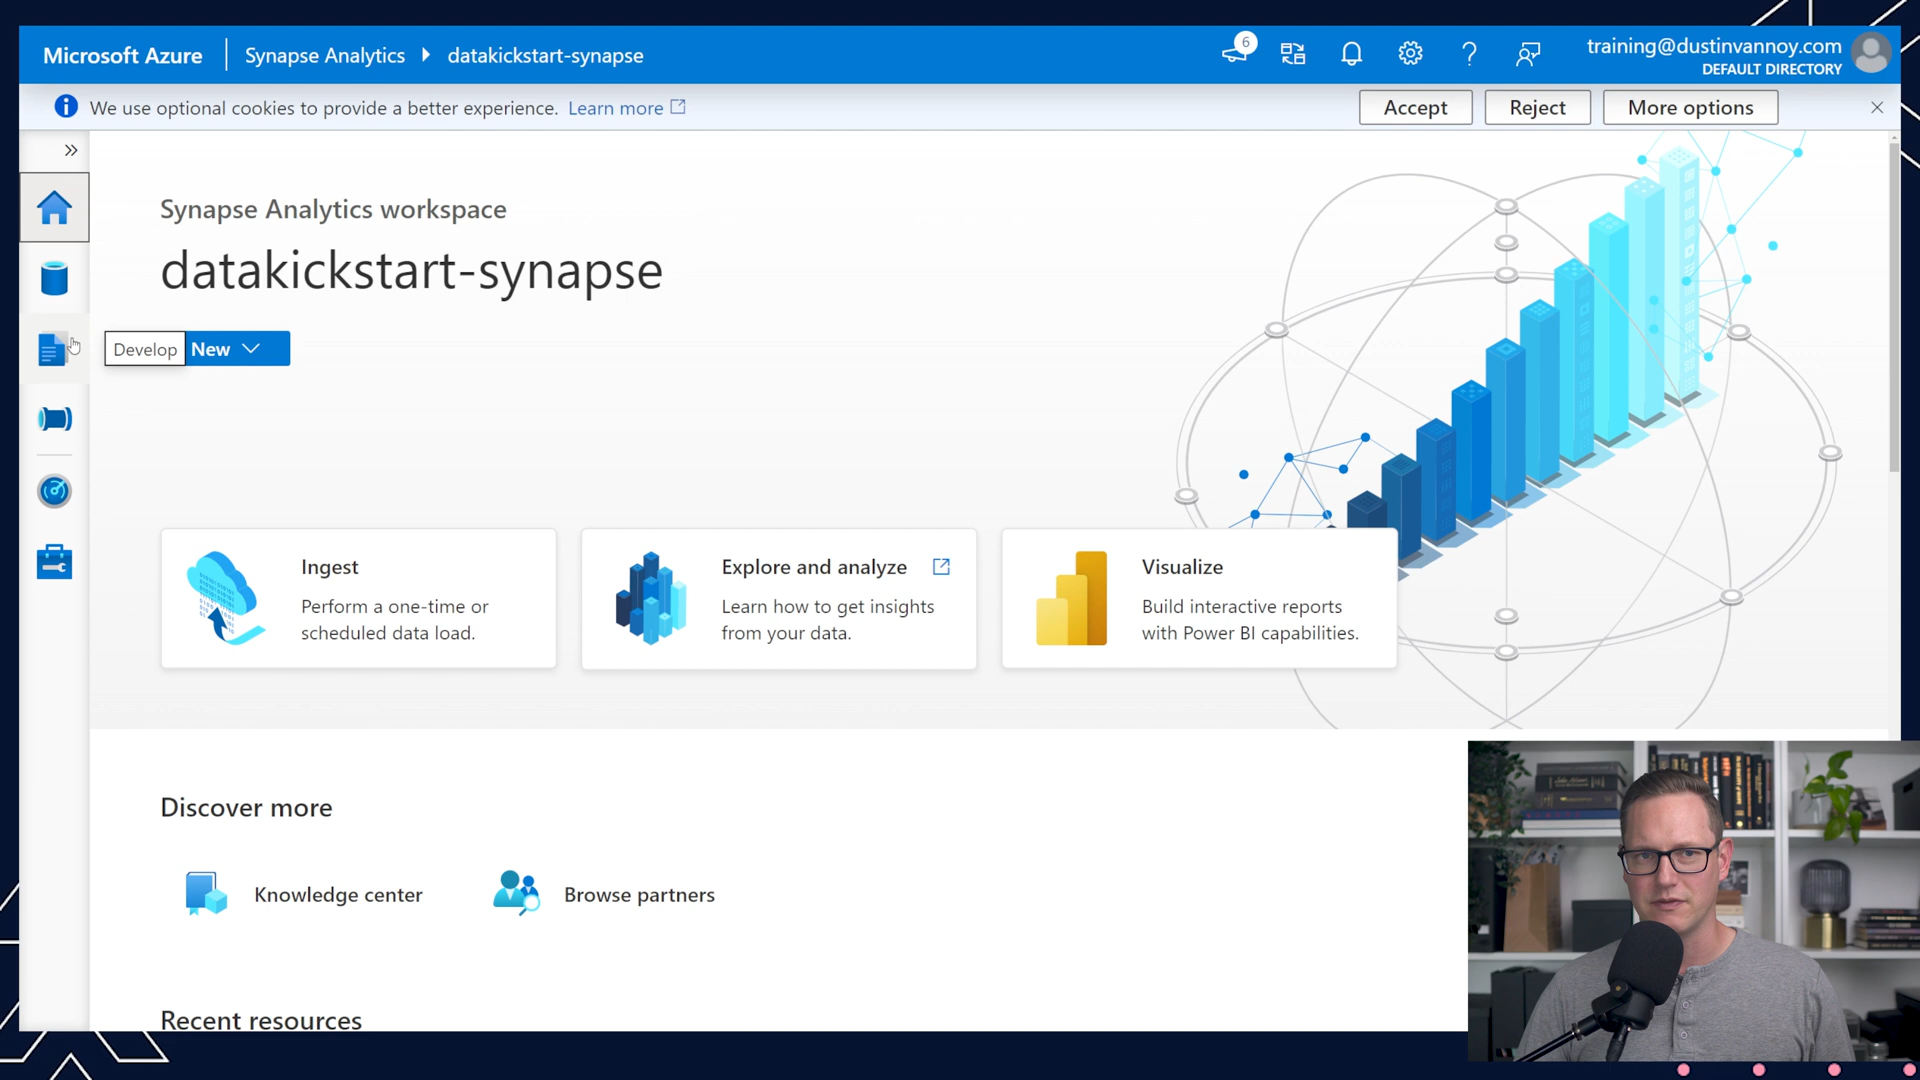 Microsoft Azure
Synapse Analytics
datakickstart-synapse
6
training@dustinvannoy.com
DEFAULT DIRECTORY
We use optional cookies to provide a better experience. Learn more
Accept
Reject
More options
Synapse Analytics workspace
datakickstart-synapse
Develop
New
Ingest
Perform a one-time or
scheduled data load.
Explore and analyze
Learn how to get insights
from your data.
Visualize
Build interactive reports
with Power BI capabilities.
Discover more
Knowledge center
Browse partners
Recent resources